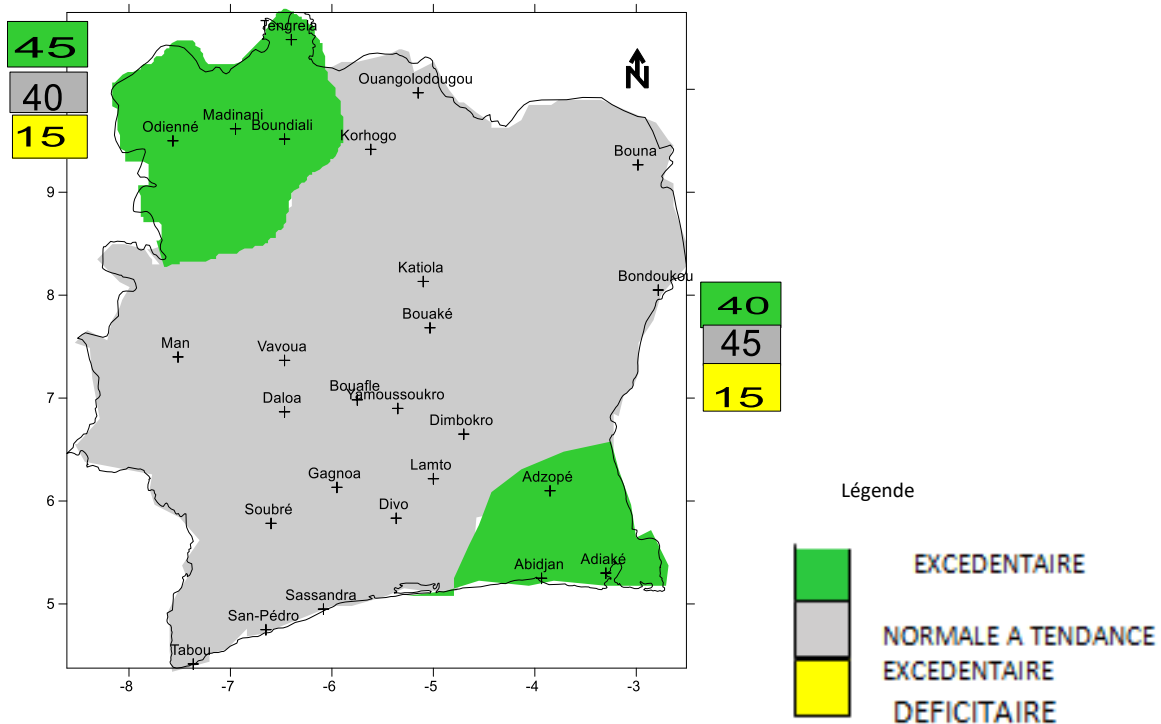 45
40
15
N
Tengrela
Ouangolodougou
Madinani
Odienné
Boundiali
Korhogo
Bouna
9
Katiola
Bondoukou
8
40
45
15
Bouaké
Man
Vavoua
Bouafle
Yamoussoukro
Daloa
7
Dimbokro
Lamto
Gagnoa
Adzopé
Légende
6
Soubré
Divo
Abidjan
Adiaké
EXCEDENTAIRE
5
Sassandra
San-Pédro
NORMALE A TENDANCE
EXCEDENTAIRE
Tabou
DEFICITAIRE
-8 -7 -6 -5 -4 -3